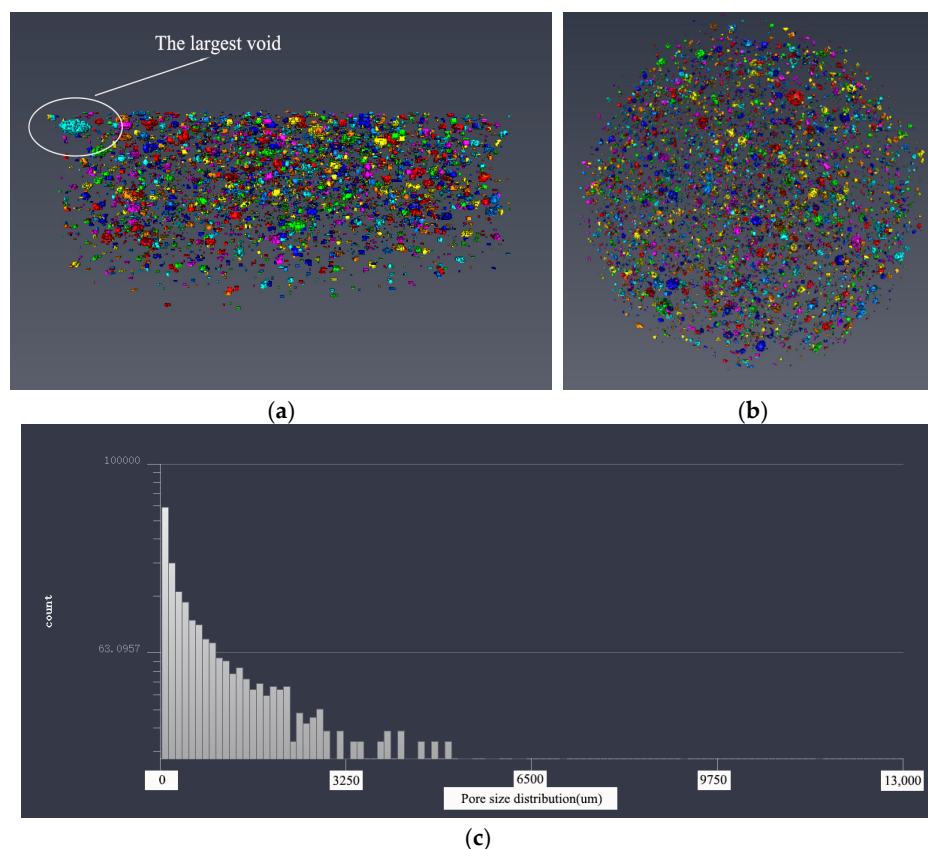 The largest void
(a)
(b)
100000
count
63.0957
0
3250
6500
9750
13,000
Pore size distribution(um)
(c)